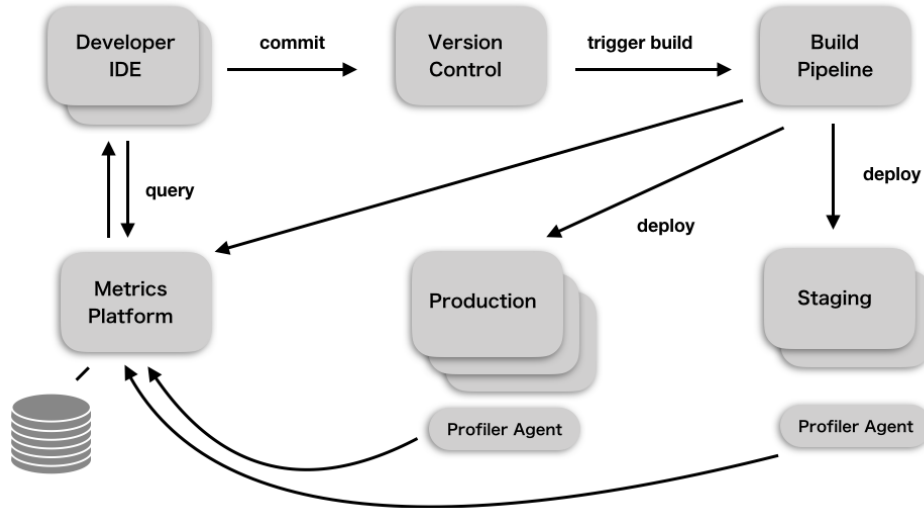 Developer
IDE
commit
Version
Control
trigger build
Build
Pipeline
query
deploy
deploy
Metrics
Platform
Production
Staging
Profiler Agent
Profiler Agent